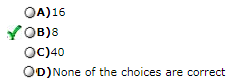 A)16
B)8
C)40
D)None of the choices are correct